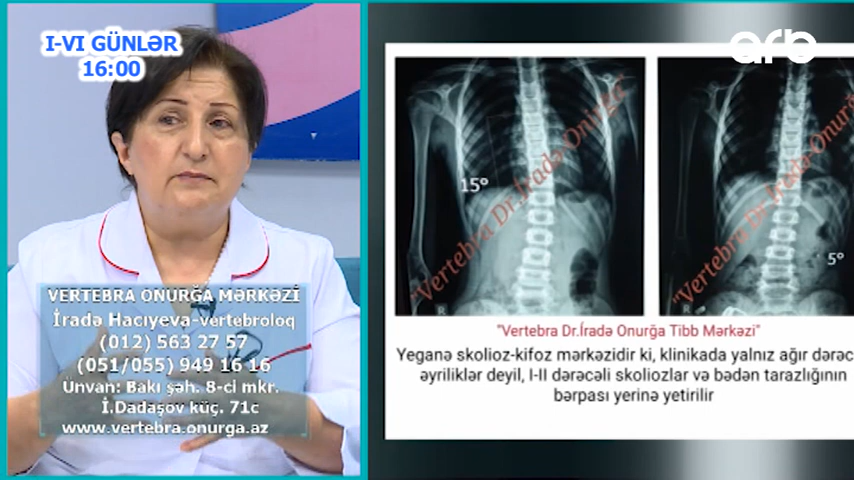 I-VI GÜNLƏR
16:00
VERTEBRA ONURĞA MƏRKƏZİ
İradə Hacıyeva-vertebroloq
(012) 563 27 57
(051/055) 949 16 16
Ünvan: Bakı şəh. 8-ci mkr.
İ.Dadaşov küç. 71c
www.vertebra.onurga.az
arb
15°
5°
R
R
"Vertebra Dr.İradə Onurğa
"Vertebra Dr.İradə Onurğa
"Vertebra Dr.İradə Onurğa Tibb Mərkəzi"
Yeganə skolioz-kifoz mərkəzidir ki, klinikada yalnız ağır dərəc
əyriliklər deyil, I-II dərəcəli skoliozlar və bədən tarazlığının
bərpası yerinə yetirilir